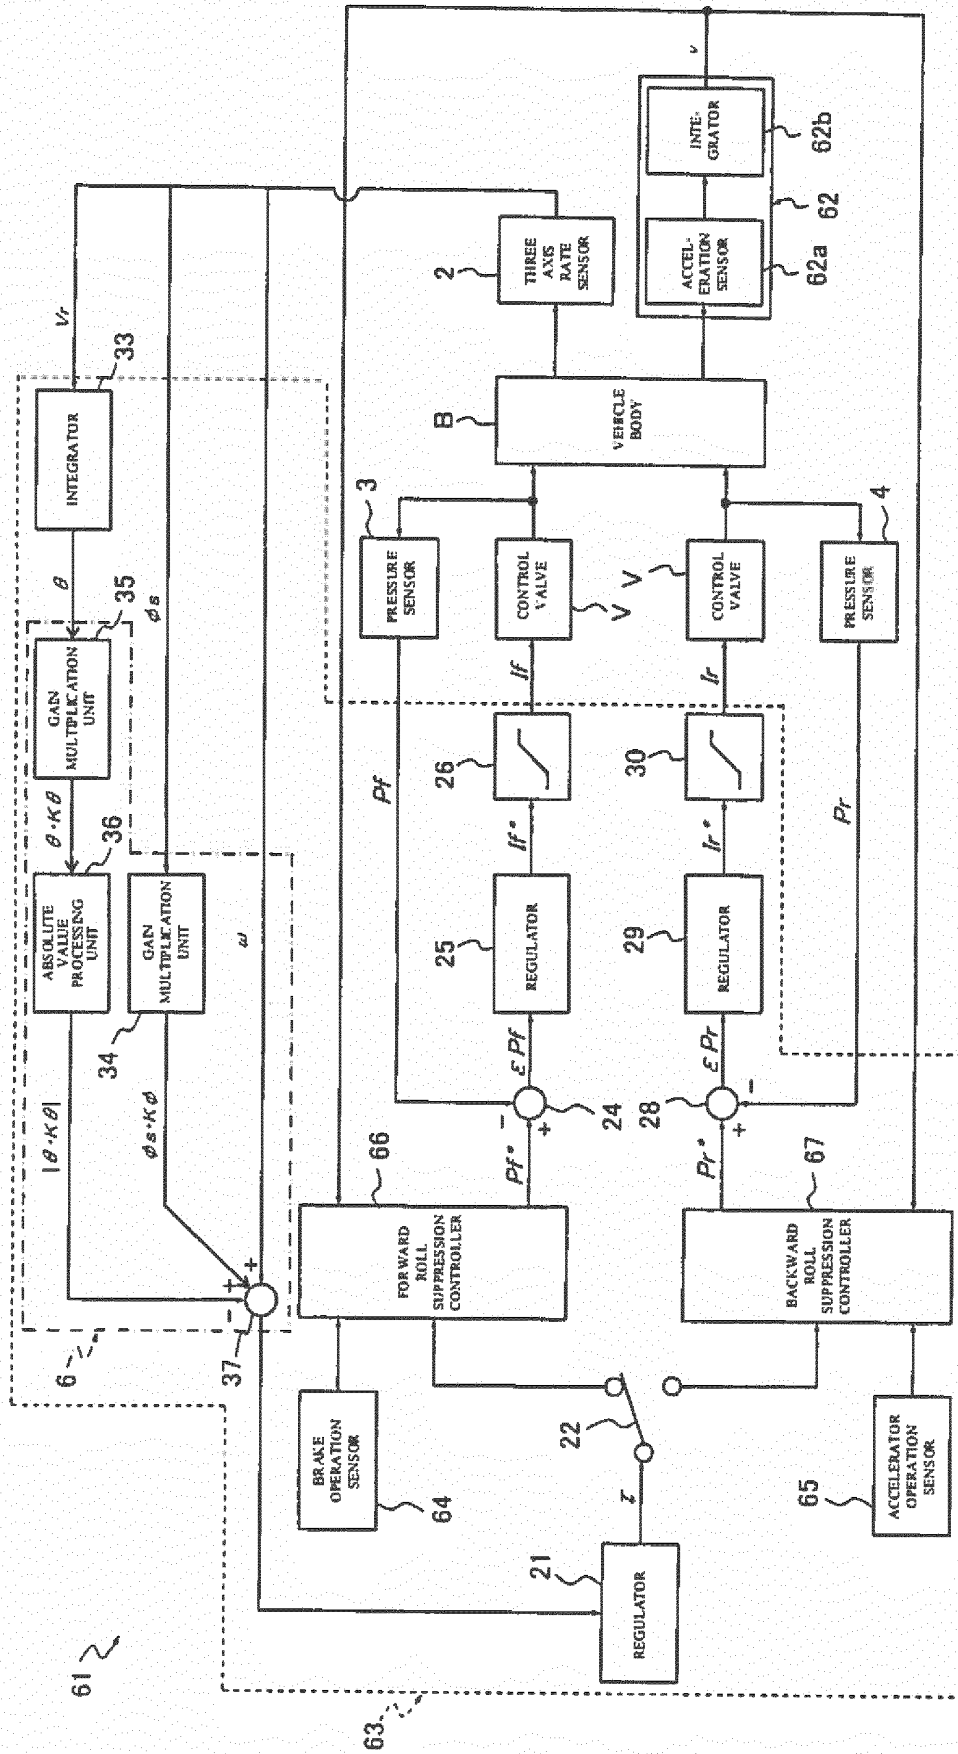 61
63
6
37
|θ・Kθ|
ABSOLUTE
VALUE
PROCESSING
UNIT
36
θ・Kθ
GAIN
MULTIPLICATION
UNIT
35
θ
INTEGRATOR
33
Vr
34
φs・Kφ
GAIN
MULTIPLICATION
UNIT
φs
ω
-
+
+
BRAKE
OPERATION
SENSOR
64
FORWARD
ROLL
SUPPRESSION
CONTROLLER
66
Pf
PRESSURE
SENSOR
3
Pf*
-
+
24
εPf
REGULATOR
25
If*
26
If
CONTROL
VALVE
V
B
VEHICLE
BODY
THREE
AXIS
RATE
SENSOR
2
REGULATOR
21
τ
22
ACCELERATOR
OPERATION
SENSOR
65
BACKWARD
ROLL
SUPPRESSION
CONTROLLER
67
Pr*
+
-
28
εPr
REGULATOR
29
Ir*
30
Ir
CONTROL
VALVE
V
Pr
PRESSURE
SENSOR
4
ACCEL-
ERATION
SENSOR
62a
INTE-
GRATOR
62b
62
v